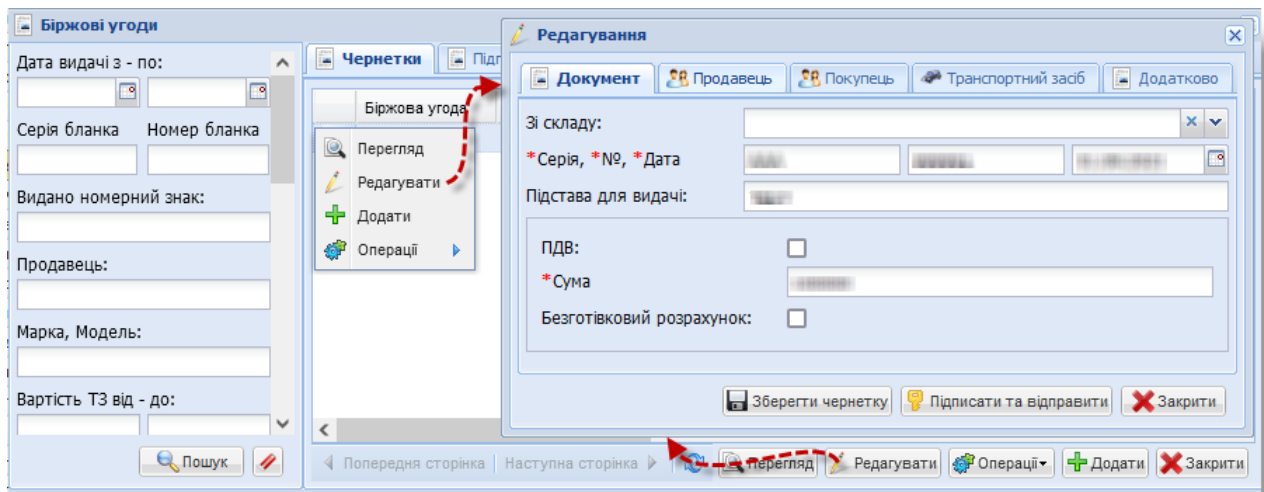 Біржові угоди
Дата видачі з - по:
Серія бланка Номер бланка
Видано номерний знак:
Продавець:
Марка, Модель:
Вартість ТЗ від - до:
Пошук
Чернетки
Біржова угода
Перегляд
Редагувати
Додати
Операції
Редагування
Документ Продавець Покупець Транспортний засіб Додатково
Зі складу:
*Серія, *№, *Дата
Підстава для видачі:
ПДВ:
*Сума
Безготівковий розрахунок:
Зберегти чернетку Підписати та відправити Закрити
Попередня сторінка Наступна сторінка Перегляд Редагувати Операції Додати Закрити